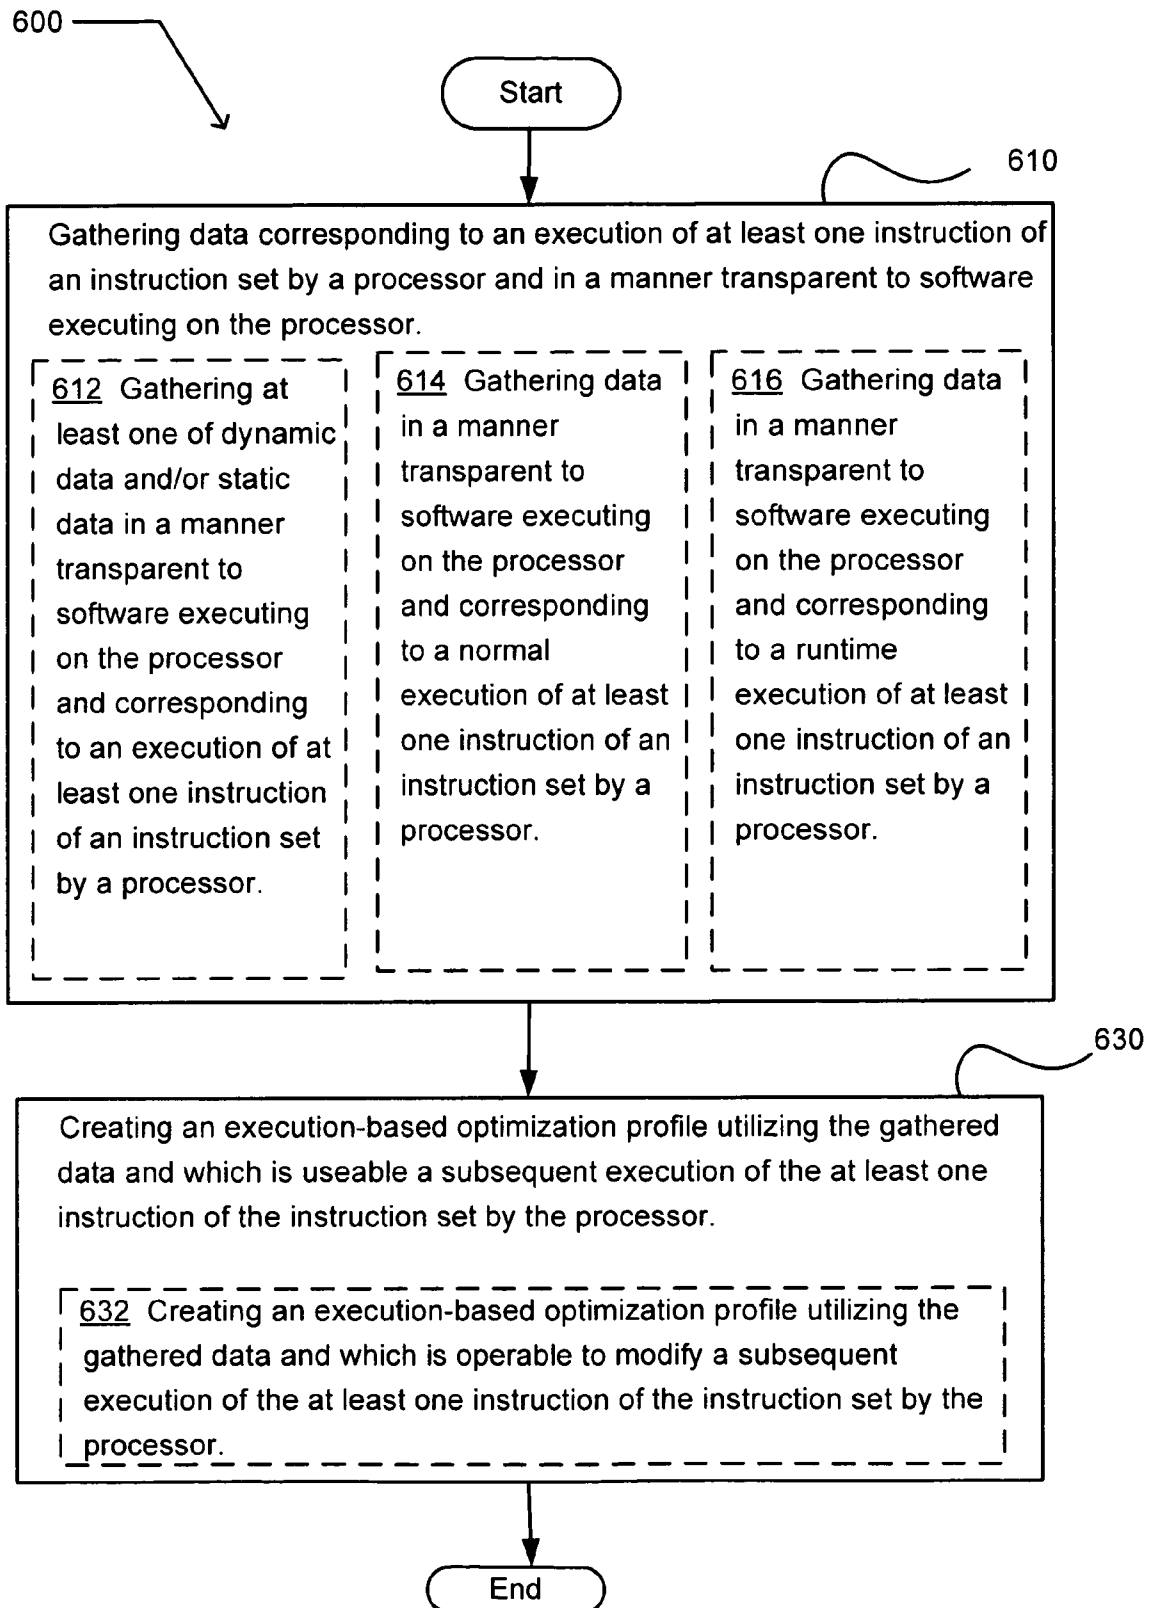 600
Start
610
Gathering data corresponding to an execution of at least one instruction of
an instruction set by a processor and in a manner transparent to software
executing on the processor.
612 Gathering at
least one of dynamic
data and/or static
data in a manner
transparent to
software executing
on the processor
and corresponding
to an execution of at
least one instruction
of an instruction set
by a processor.
614 Gathering data
in a manner
transparent to
software executing
on the processor
and corresponding
to a normal
execution of at least
one instruction of an
instruction set by a
processor.
616 Gathering data
in a manner
transparent to
software executing
on the processor
and corresponding
to a runtime
execution of at least
one instruction of an
instruction set by a
processor.
630
Creating an execution-based optimization profile utilizing the gathered
data and which is useable a subsequent execution of the at least one
instruction of the instruction set by the processor.
632 Creating an execution-based optimization profile utilizing the
gathered data and which is operable to modify a subsequent
execution of the at least one instruction of the instruction set by the
processor.
End